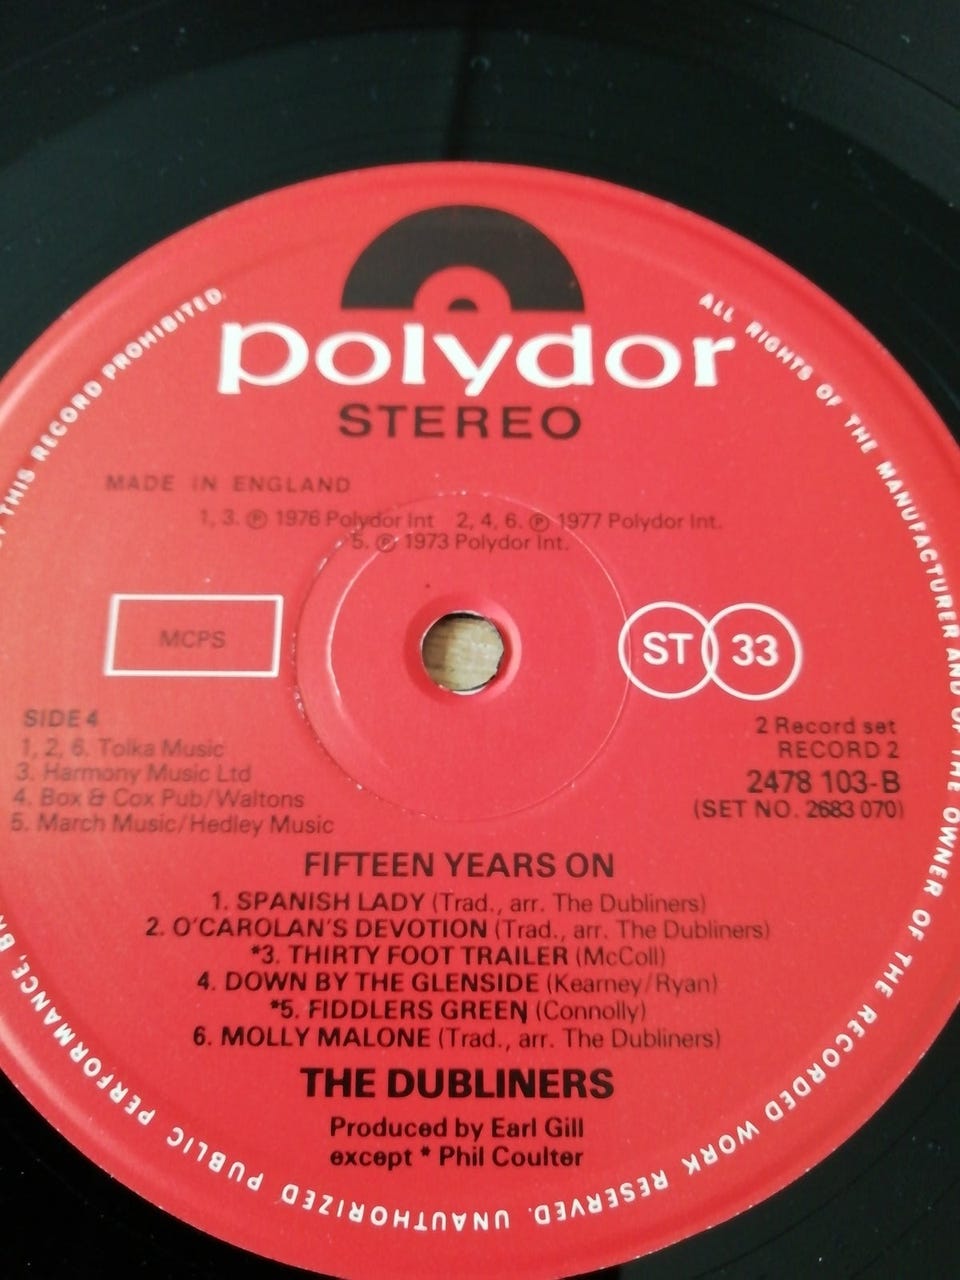 polydor
STEREO
MADE IN ENGLAND
1, 3. ℗ 1976 Polydor Int 2, 4, 6. ℗ 1977 Polydor Int.
5. ℗ 1973 Polydor Int.
MCPS
ST 33
SIDE 4
1, 2, 6. Tolka Music
3. Harmony Music Ltd
4. Box & Cox Pub/Waltons
5. March Music/Hedley Music
2 Record set
RECORD 2
2478 103-B
(SET NO. 2683 070)
FIFTEEN YEARS ON
1. SPANISH LADY (Trad., arr. The Dubliners)
2. O'CAROLAN'S DEVOTION (Trad., arr. The Dubliners)
*3. THIRTY FOOT TRAILER (McColl)
4. DOWN BY THE GLENSIDE (Kearney/Ryan)
*5. FIDDLERS GREEN (Connolly)
6. MOLLY MALONE (Trad., arr. The Dubliners)
THE DUBLINERS
Produced by Earl Gill
except * Phil Coulter
ALL RIGHTS OF THE MANUFACTURER AND OF THE OWNER OF THE RECORDED WORK RESERVED. UNAUTHORIZED PUBLIC PERFORMANCE, THIS RECORD PROHIBITED.